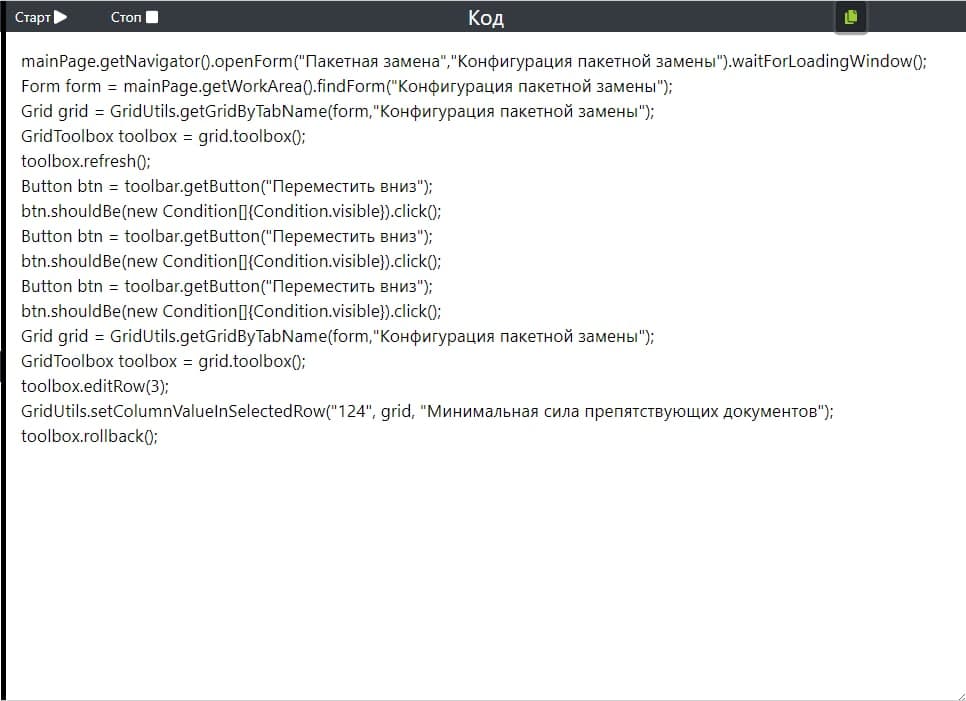 Старт
Стоп
Код
mainPage.getNavigator().openForm("Пакетная замена","Конфигурация пакетной замены").waitForLoadingWindow();
Form form = mainPage.getWorkArea().findForm("Конфигурация пакетной замены");
Grid grid = GridUtils.getGridByTabName(form,"Конфигурация пакетной замены");
GridToolbox toolbox = grid.toolbox();
toolbox.refresh();
Button btn = toolbar.getButton("Переместить вниз");
btn.shouldBe(new Condition[]{Condition.visible}).click();
Button btn = toolbar.getButton("Переместить вниз");
btn.shouldBe(new Condition[]{Condition.visible}).click();
Button btn = toolbar.getButton("Переместить вниз");
btn.shouldBe(new Condition[]{Condition.visible}).click();
Grid grid = GridUtils.getGridByTabName(form,"Конфигурация пакетной замены");
GridToolbox toolbox = grid.toolbox();
toolbox.editRow(3);
GridUtils.setColumnValueInSelectedRow("124", grid, "Минимальная сила препятствующих документов");
toolbox.rollback();